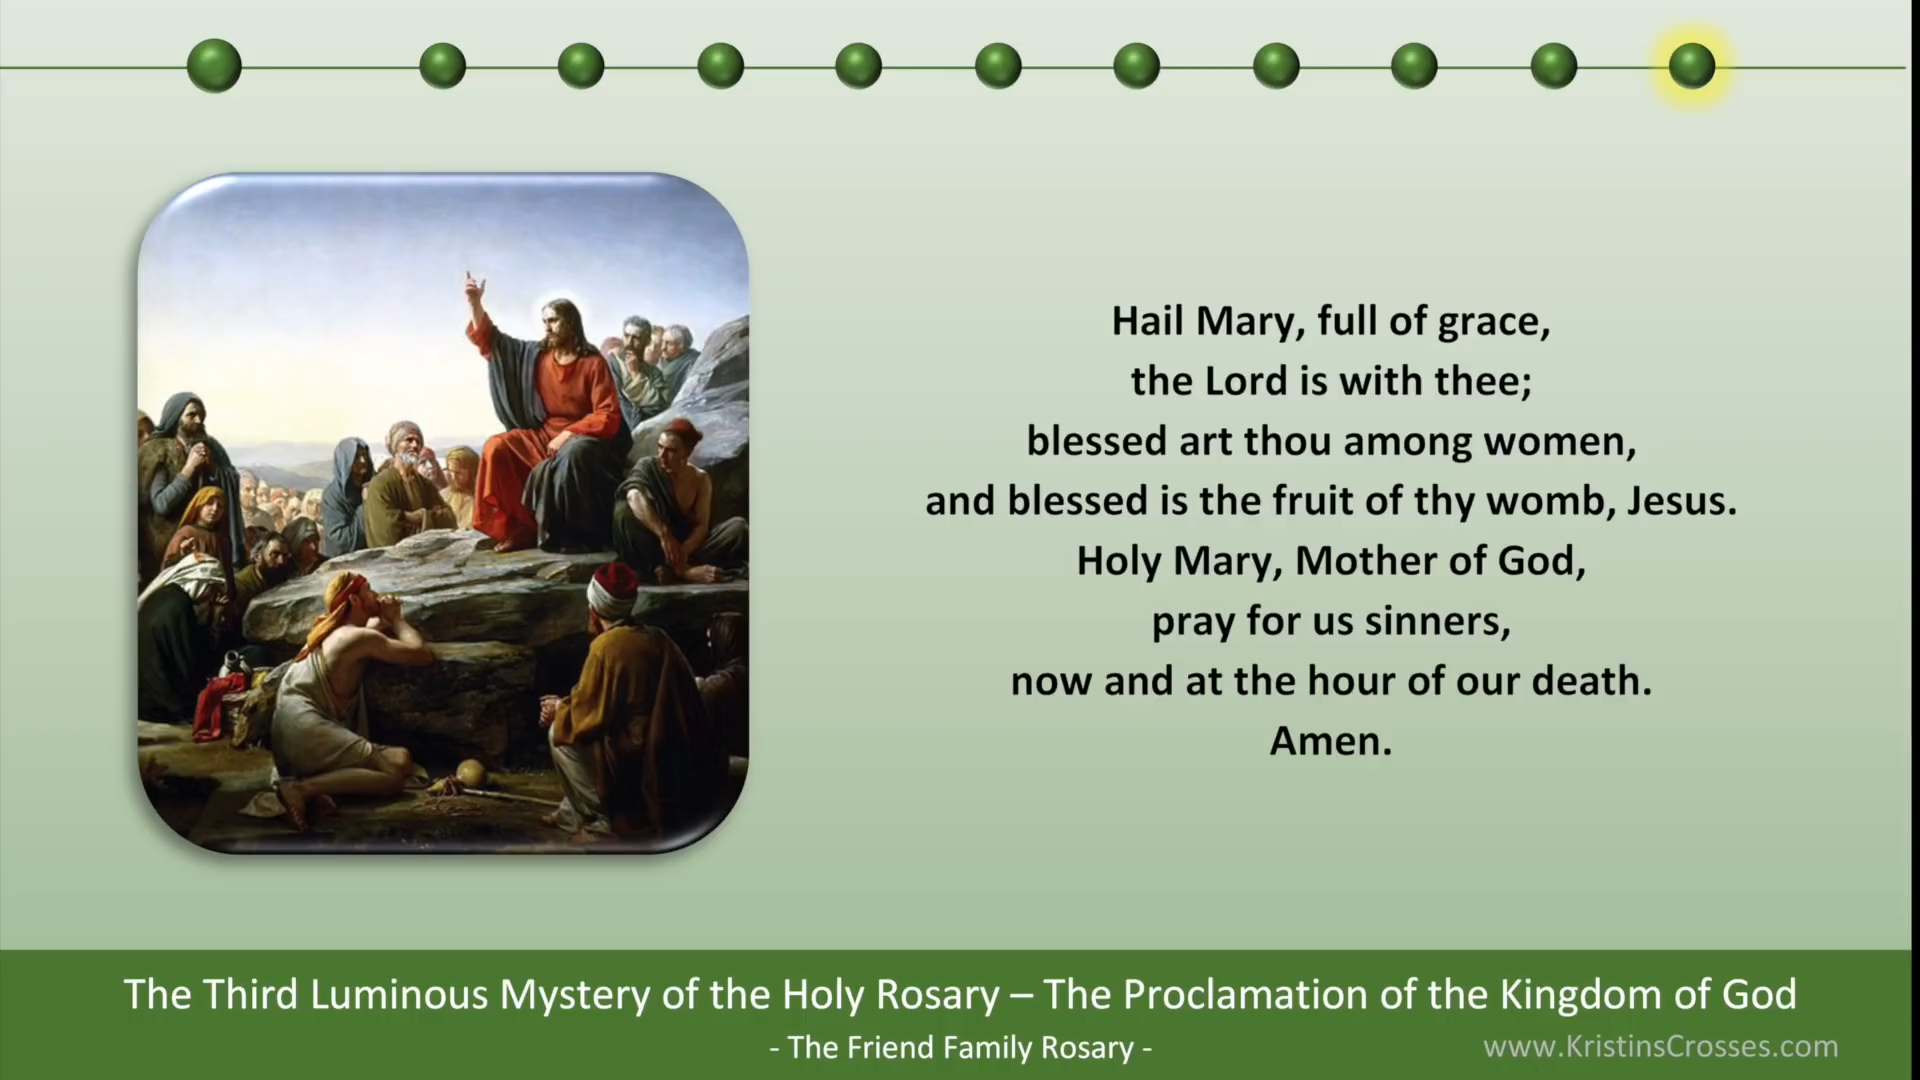 Hail Mary, full of grace,
the Lord is with thee;
blessed art thou among women,
and blessed is the fruit of thy womb, Jesus.
Holy Mary, Mother of God,
pray for us sinners,
now and at the hour of our death.
Amen.
The Third Luminous Mystery of the Holy Rosary – The Proclamation of the Kingdom of God
- The Friend Family Rosary -
www.KristinsCrosses.com